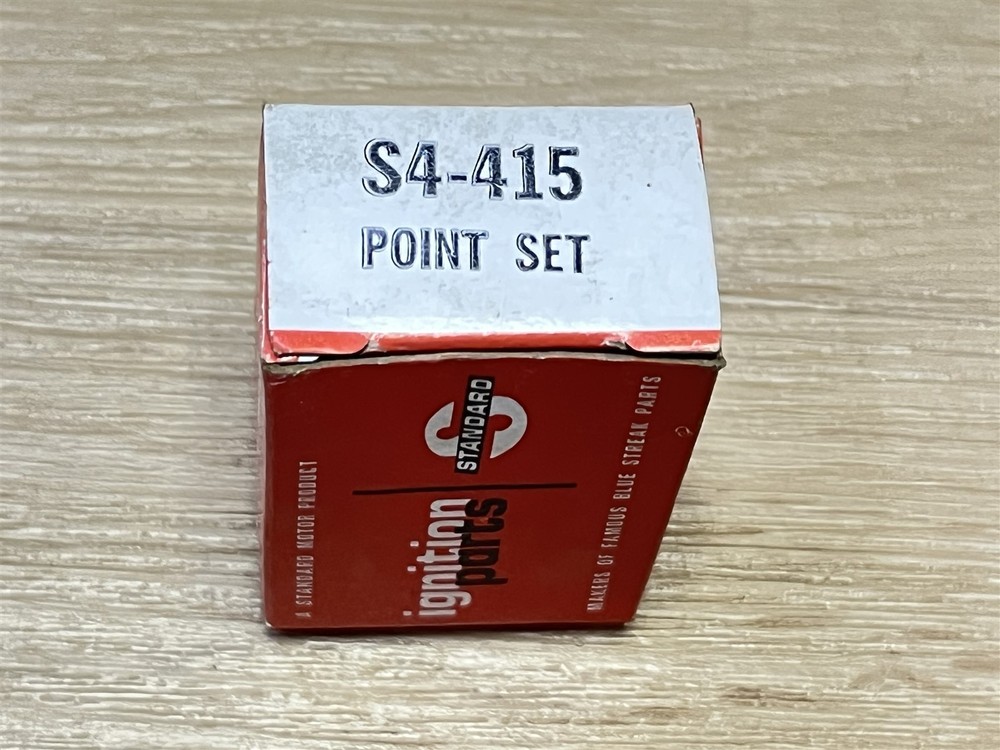 S4-415
POINT SET
A STANDARD MOTOR PRODUCT
S
STANDARD
ignition
parts
MAKERS OF FAMOUS BLUE STREAK PARTS